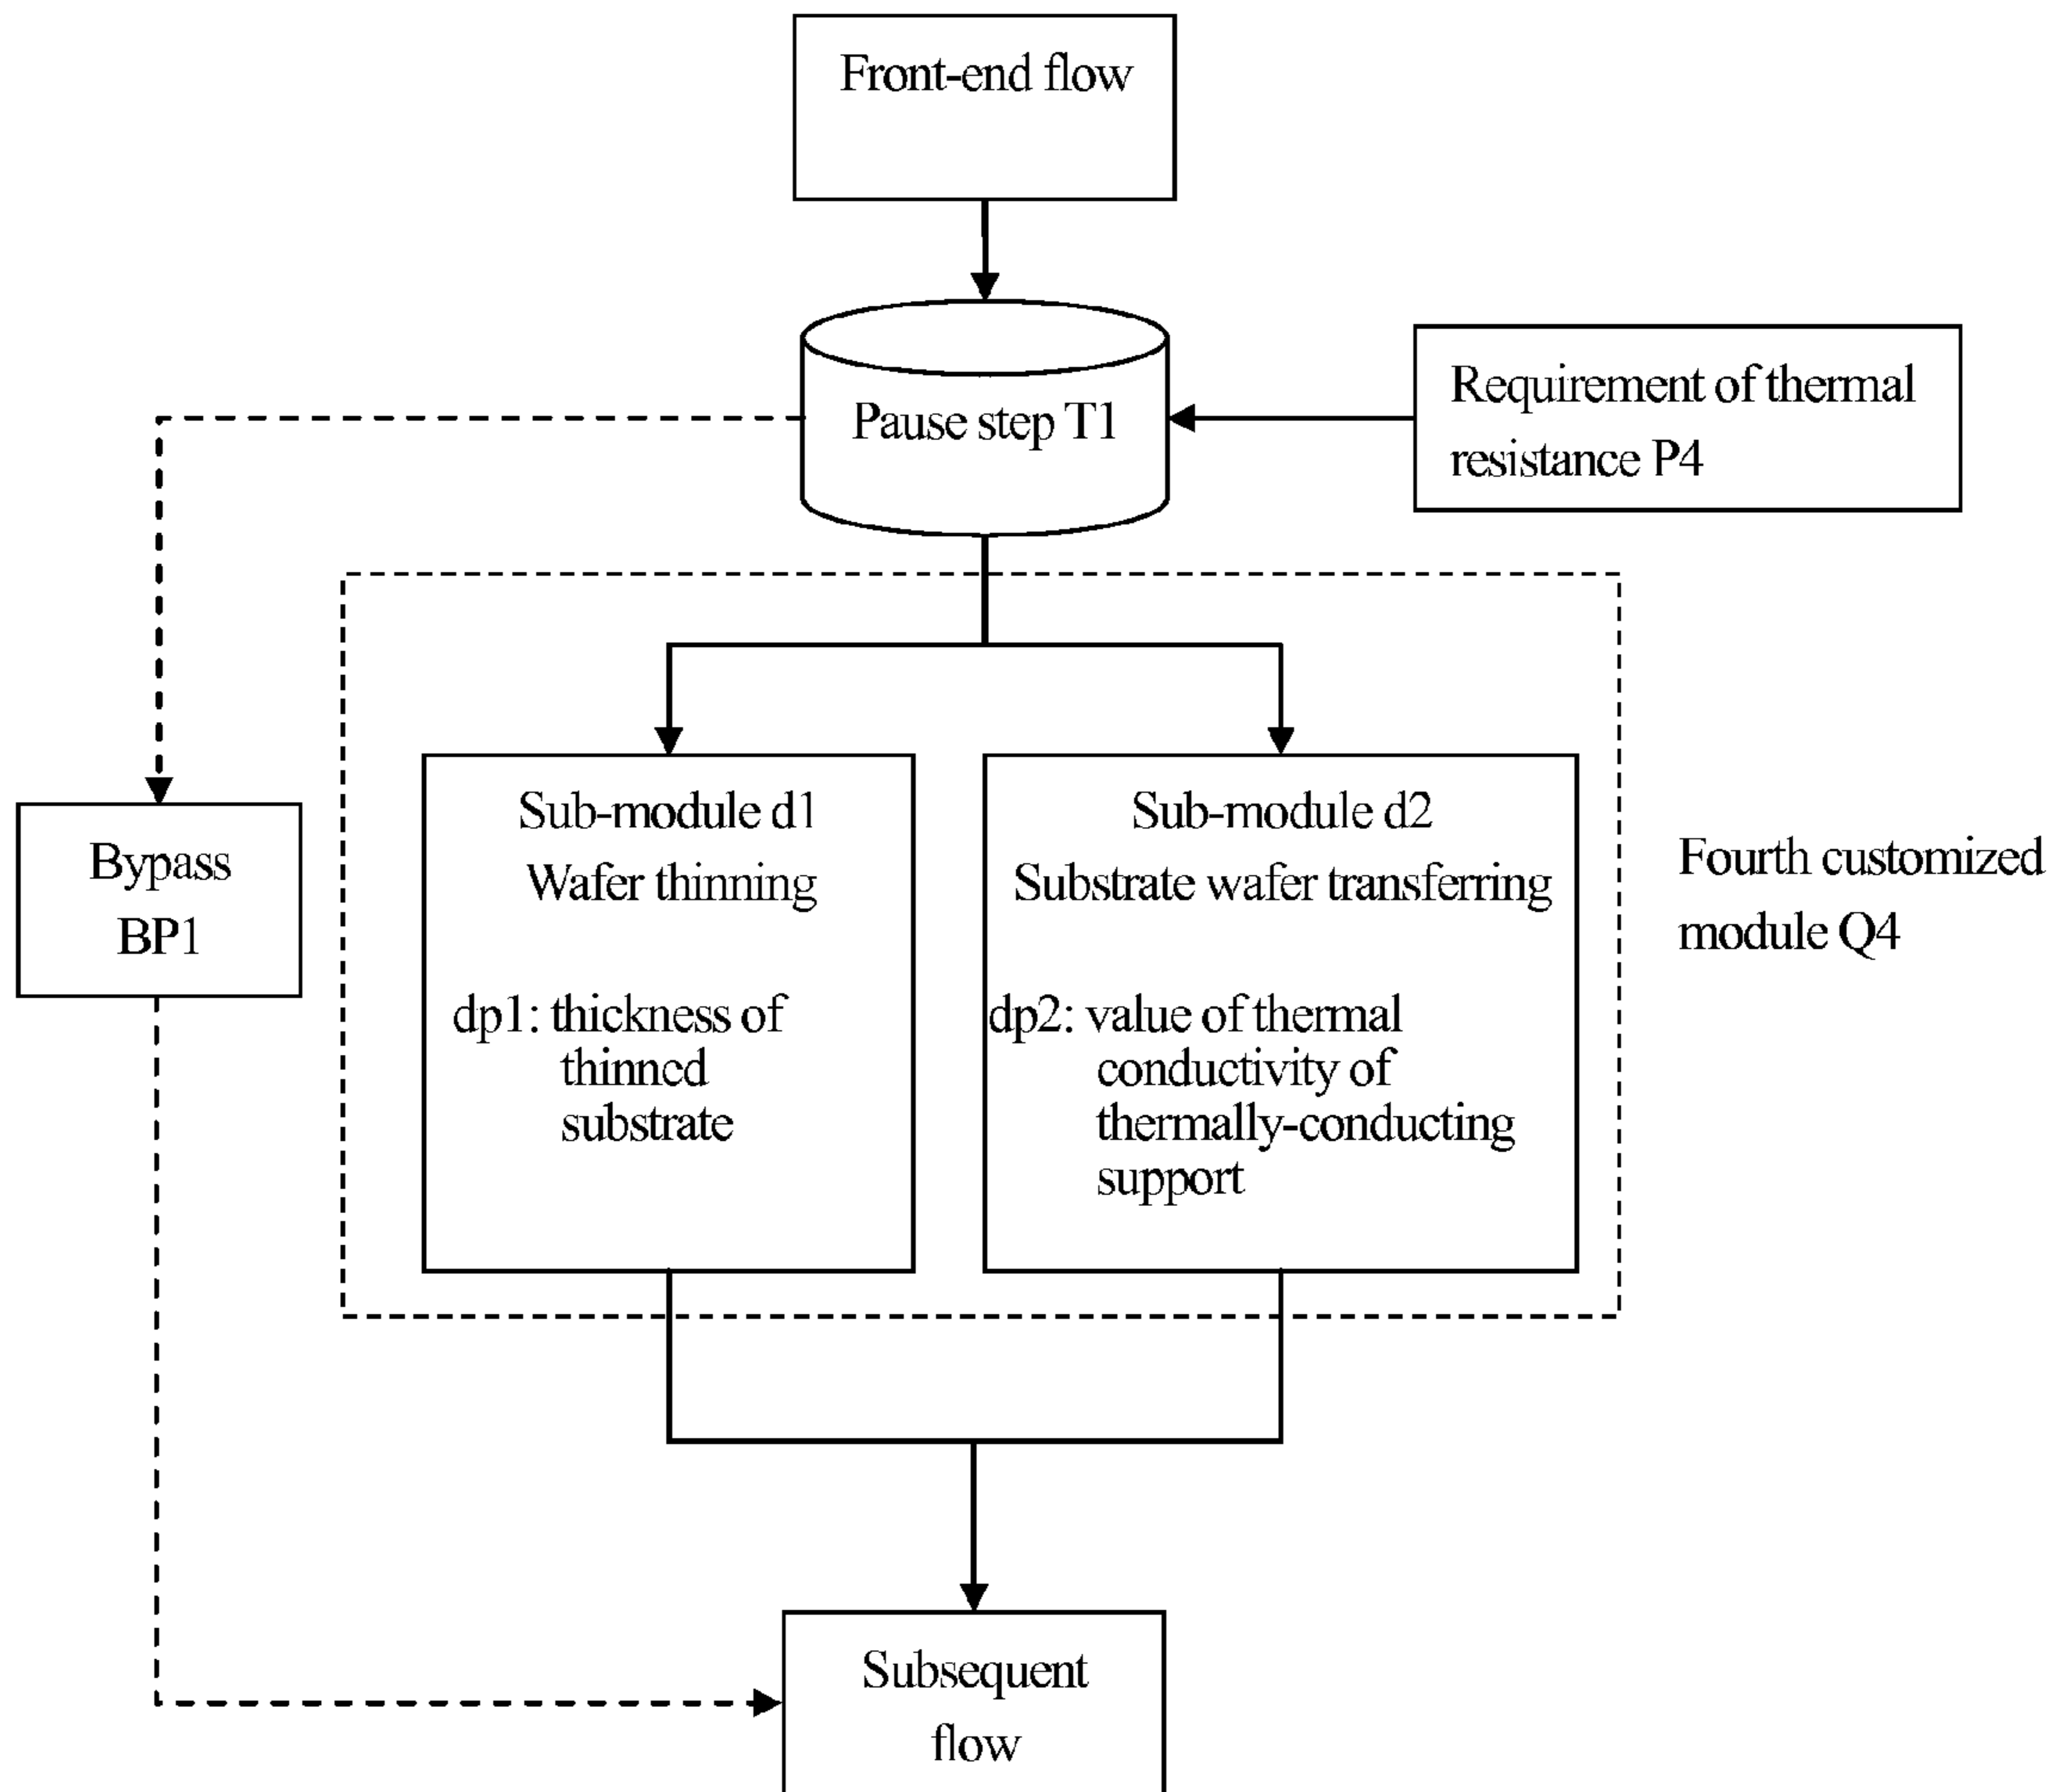 Front-end flow
Pause step T1
Requirement of thermal
resistance P4
Bypass
BP1
Sub-module d1
Wafer thinning
dp1: thickness of
thinned
substrate
Sub-module d2
Substrate wafer transferring
dp2: value of thermal
conductivity of
thermally-conducting
support
Fourth customized
module Q4
Subsequent
flow